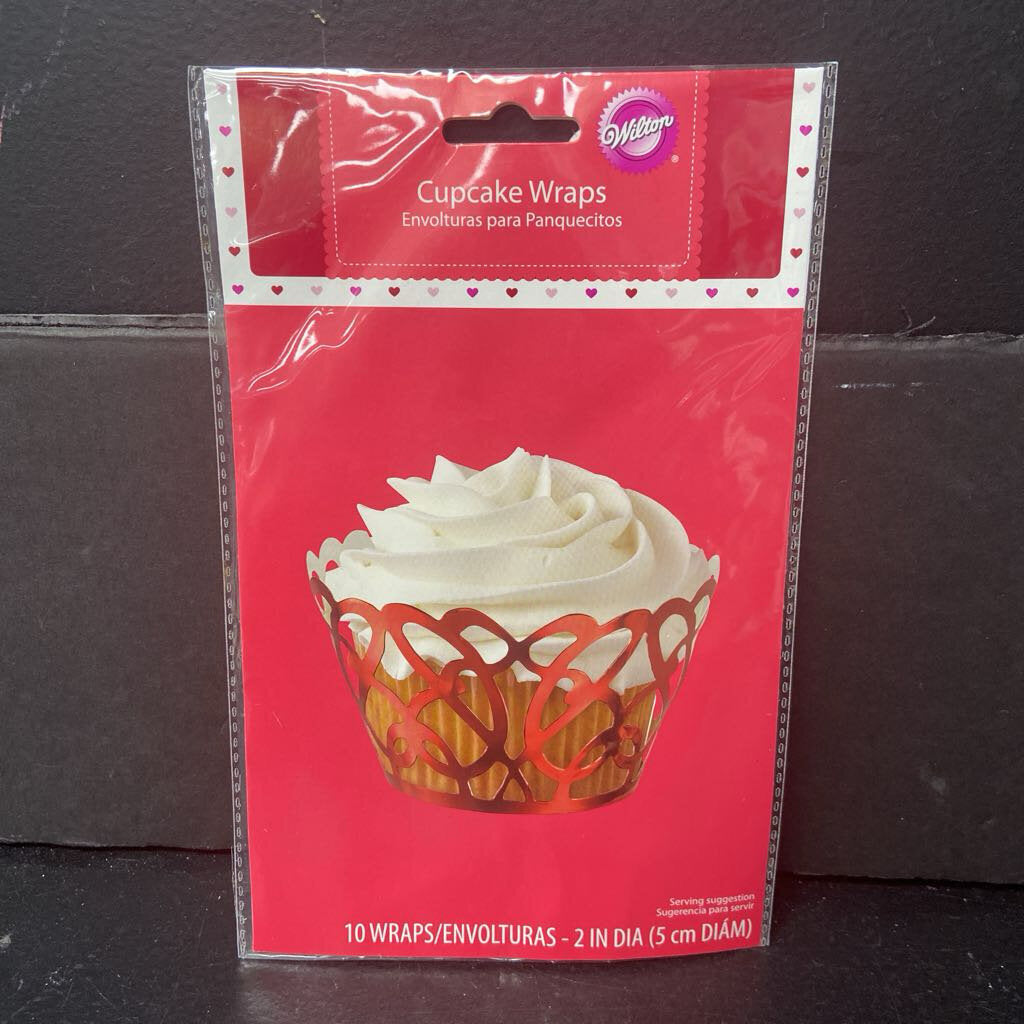 Wilton®
Cupcake Wraps
Envolturas para Panquecitos
Serving suggestion
Sugerencia para servir
10 WRAPS/ENVOLTURAS - 2 IN DIA (5 cm DIÁM)